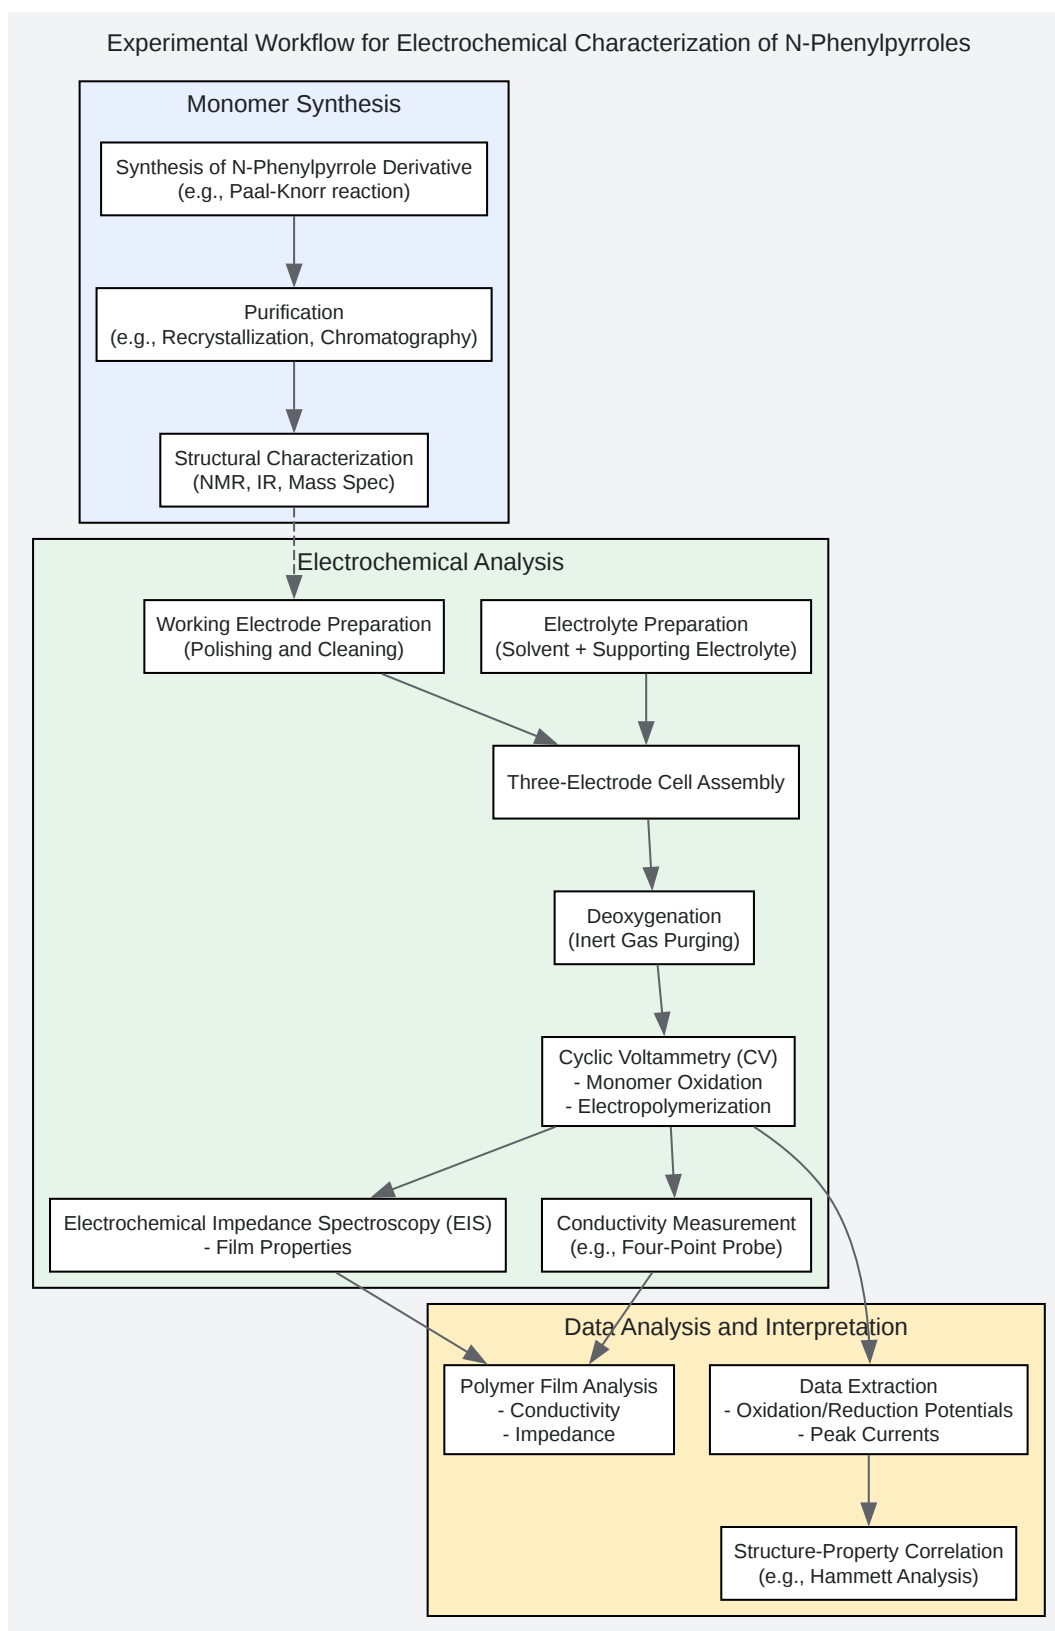 Experimental Workflow for Electrochemical Characterization of N-Phenylpyrroles
Monomer Synthesis
Synthesis of N-Phenylpyrrole Derivative
(e.g., Paal-Knorr reaction)
Purification
(e.g., Recrystallization, Chromatography)
Structural Characterization
(NMR, IR, Mass Spec)
Electrochemical Analysis
Working Electrode Preparation
(Polishing and Cleaning)
Electrolyte Preparation
(Solvent + Supporting Electrolyte)
Three-Electrode Cell Assembly
Deoxygenation
(Inert Gas Purging)
Cyclic Voltammetry (CV)
- Monomer Oxidation
- Electropolymerization
Electrochemical Impedance Spectroscopy (EIS)
- Film Properties
Conductivity Measurement
(e.g., Four-Point Probe)
Data Analysis and Interpretation
Polymer Film Analysis
- Conductivity
- Impedance
Data Extraction
- Oxidation/Reduction Potentials
- Peak Currents
Structure-Property Correlation
(e.g., Hammett Analysis)